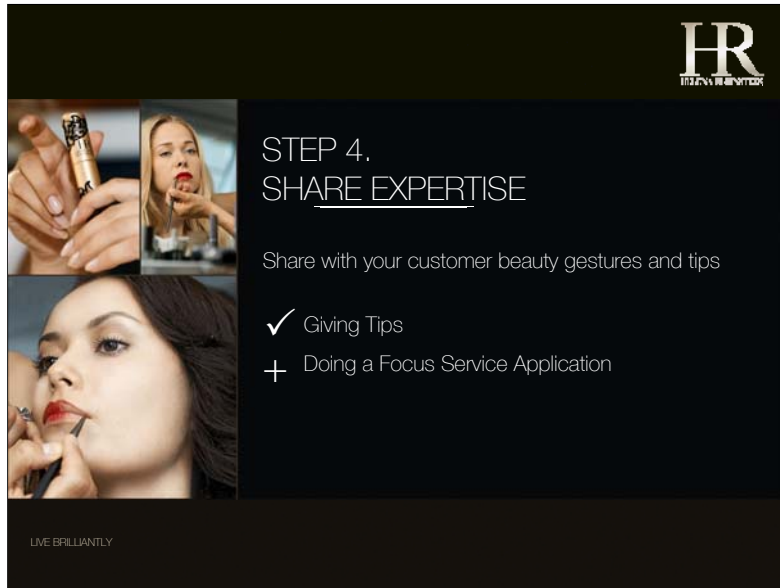 HR
STEP 4.
SHARE EXPERTISE
Share with your customer beauty gestures and tips
✓ Giving Tips
+ Doing a Focus Service Application
LIVE BRILLIANTLY